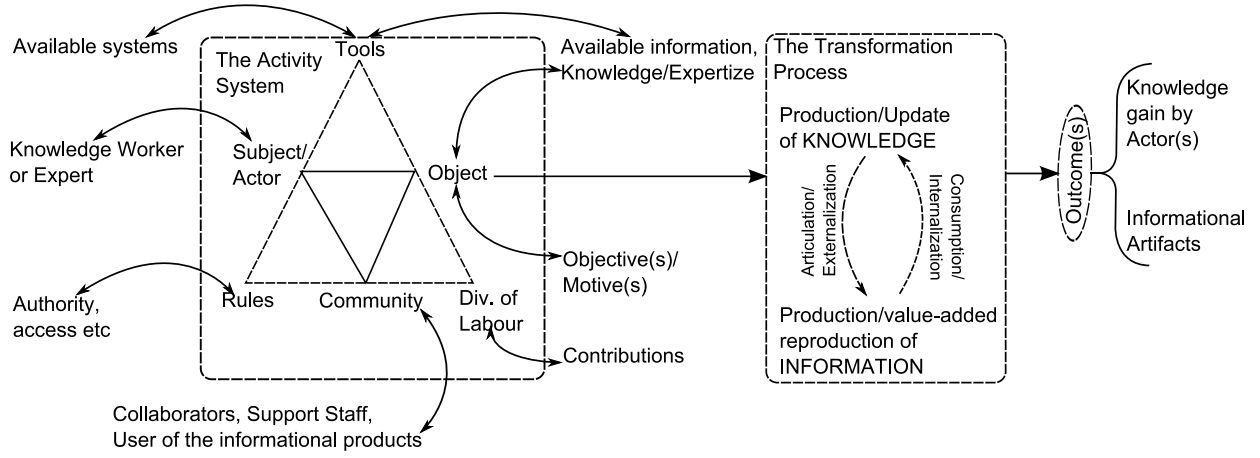 Available systems
The Activity
System
Tools
Available information,
Knowledge/Expertize
Knowledge Worker
or Expert
Subject/
Actor
Object
Authority,
access etc
Rules
Community
Div. of
Labour
Objective(s)/
Motive(s)
Contributions
Collaborators, Support Staff,
User of the informational products
The Transformation
Process
Production/Update
of KNOWLEDGE
Articulation/
Externalization
Consumption/
Internalization
Production/value-added
reproduction of
INFORMATION
Outcome(s)
Knowledge
gain by
Actor(s)
Informational
Artifacts